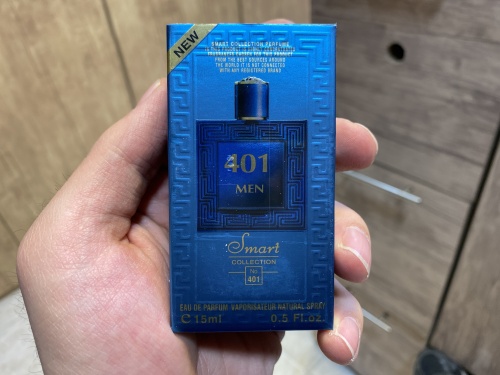 NEW
SMART COLLECTION PERFUME
FROM THE BEST SOURCES AROUND
THE WORLD IT IS NOT CONNECTED
WITH ANY REGISTERED BRAND
401
MEN
Smart
COLLECTION
No
401
EAU DE PARFUM. VAPORISATEUR NATURAL SPRAY
℮15ml 0.5 Fl.oz.